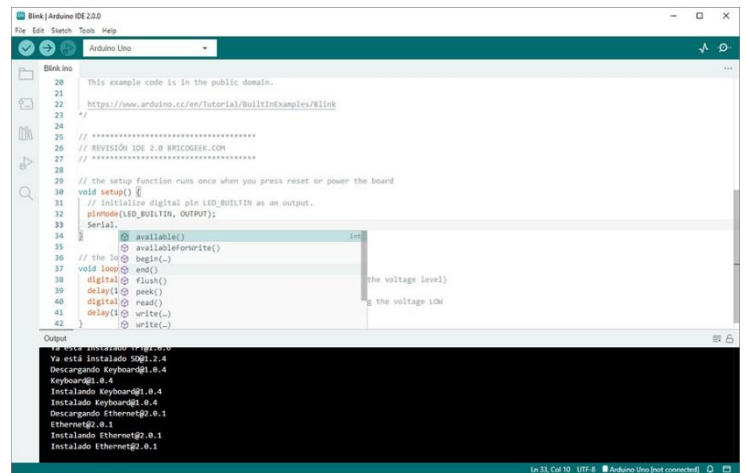 Blink | Arduino IDE 2.0.0
File Edit Sketch Tools Help
Arduino Uno
Blink.ino
20 This example code is in the public domain.
21
22 https://www.arduino.cc/en/Tutorial/BuiltInExamples/Blink
23 */
24
25 // *************************************
26 // REVISIÓN IDE 2.0 BRICOGEEK.COM
27 // *************************************
28
29 // the setup function runs once when you press reset or power the board
30 void setup() {
31 // initialize digital pin LED_BUILTIN as an output.
32 pinMode(LED_BUILTIN, OUTPUT);
33 Serial.
34 } available() int
35 availableForWrite()
36 // the lo begin(…)
37 void loop end()
38 digital flush() the voltage level)
39 delay(1 peek()
40 digital read() g the voltage LOW
41 delay(1 write(…)
42 } write(…)
Output
Ya está instalado TFT@1.0.6
Ya está instalado SD@1.2.4
Descargando Keyboard@1.0.4
Keyboard@1.0.4
Instalando Keyboard@1.0.4
Instalado Keyboard@1.0.4
Descargando Ethernet@2.0.1
Ethernet@2.0.1
Instalando Ethernet@2.0.1
Instalado Ethernet@2.0.1
Ln 33, Col 10 UTF-8 Arduino Uno [not connected]